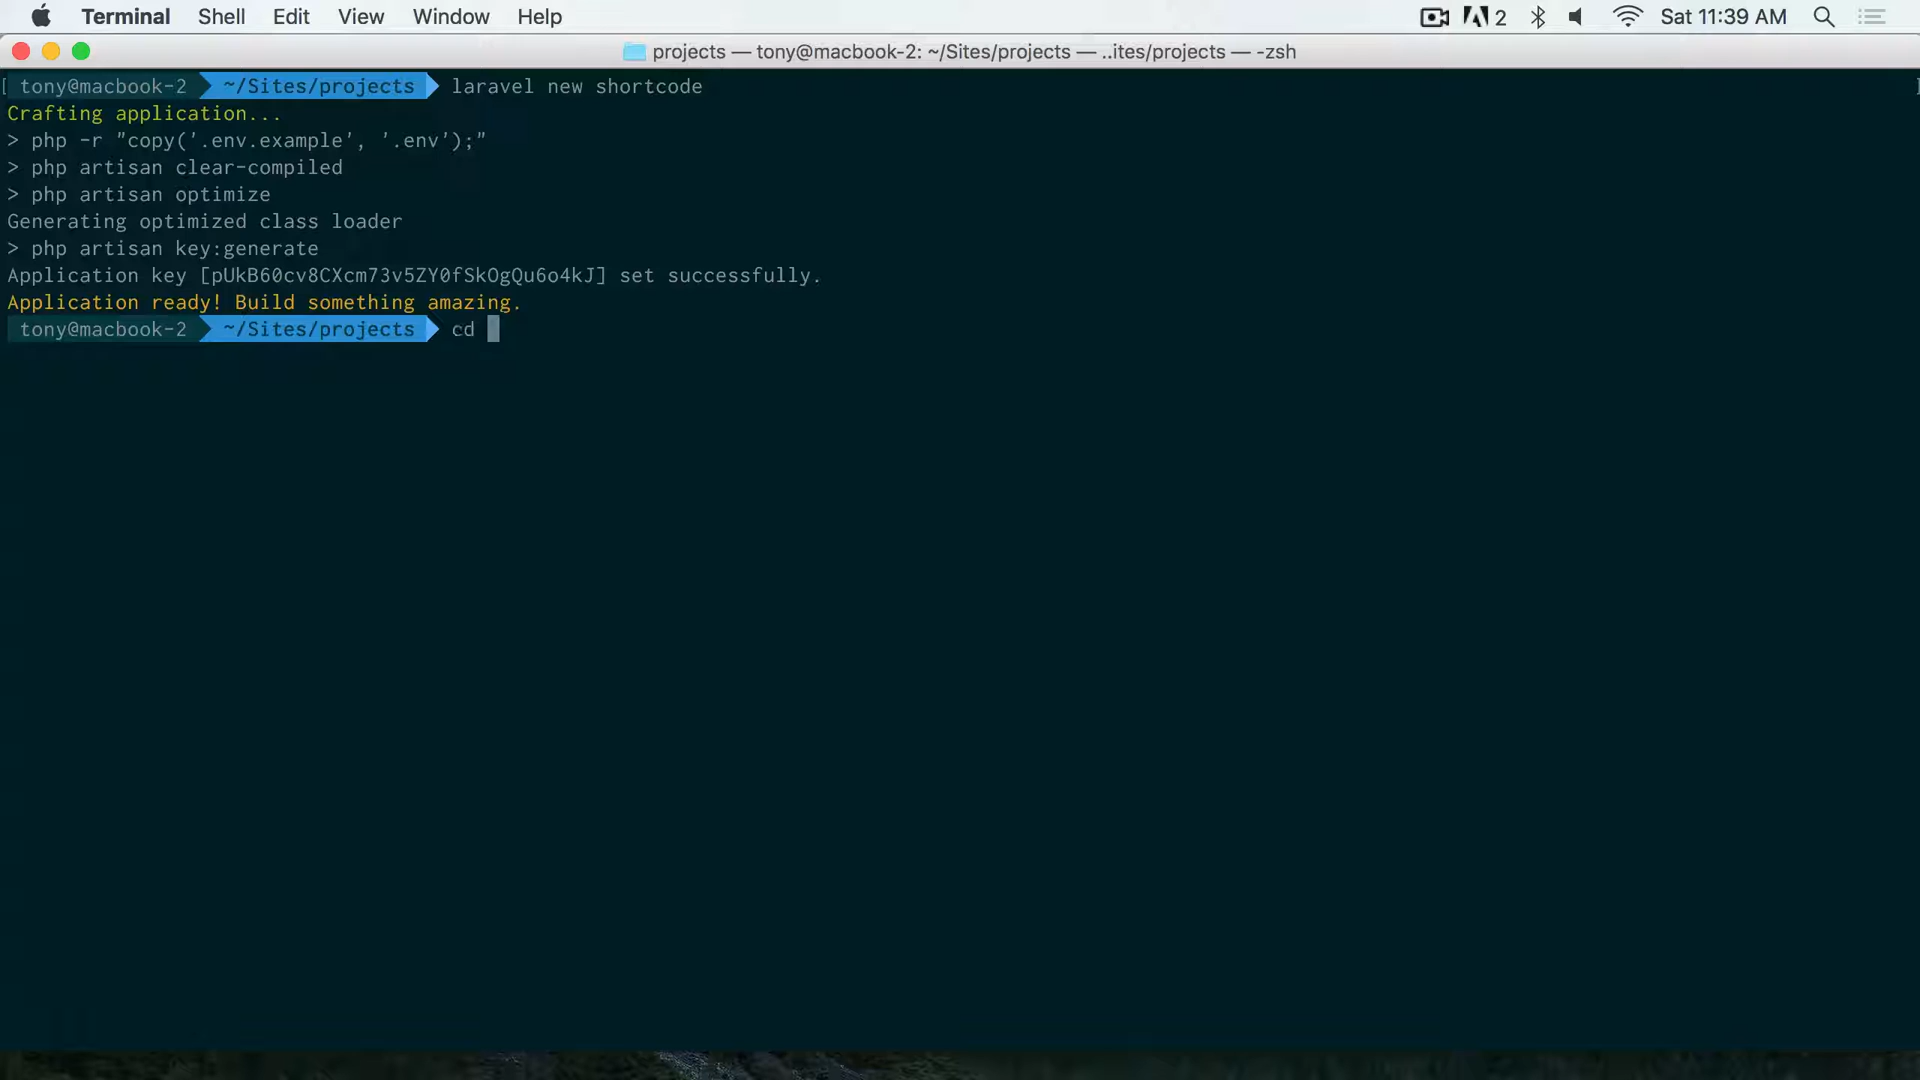 Terminal Shell Edit View Window Help 2 Sat 11:39 AM
projects — tony@macbook-2: ~/Sites/projects — ..ites/projects — -zsh
[ tony@macbook-2 ~/Sites/projects laravel new shortcode ]
Crafting application...
> php -r "copy('.env.example', '.env');"
> php artisan clear-compiled
> php artisan optimize
Generating optimized class loader
> php artisan key:generate
Application key [pUkB60cv8CXcm73v5ZY0fSkOgQu6o4kJ] set successfully.
Application ready! Build something amazing.
tony@macbook-2 ~/Sites/projects cd